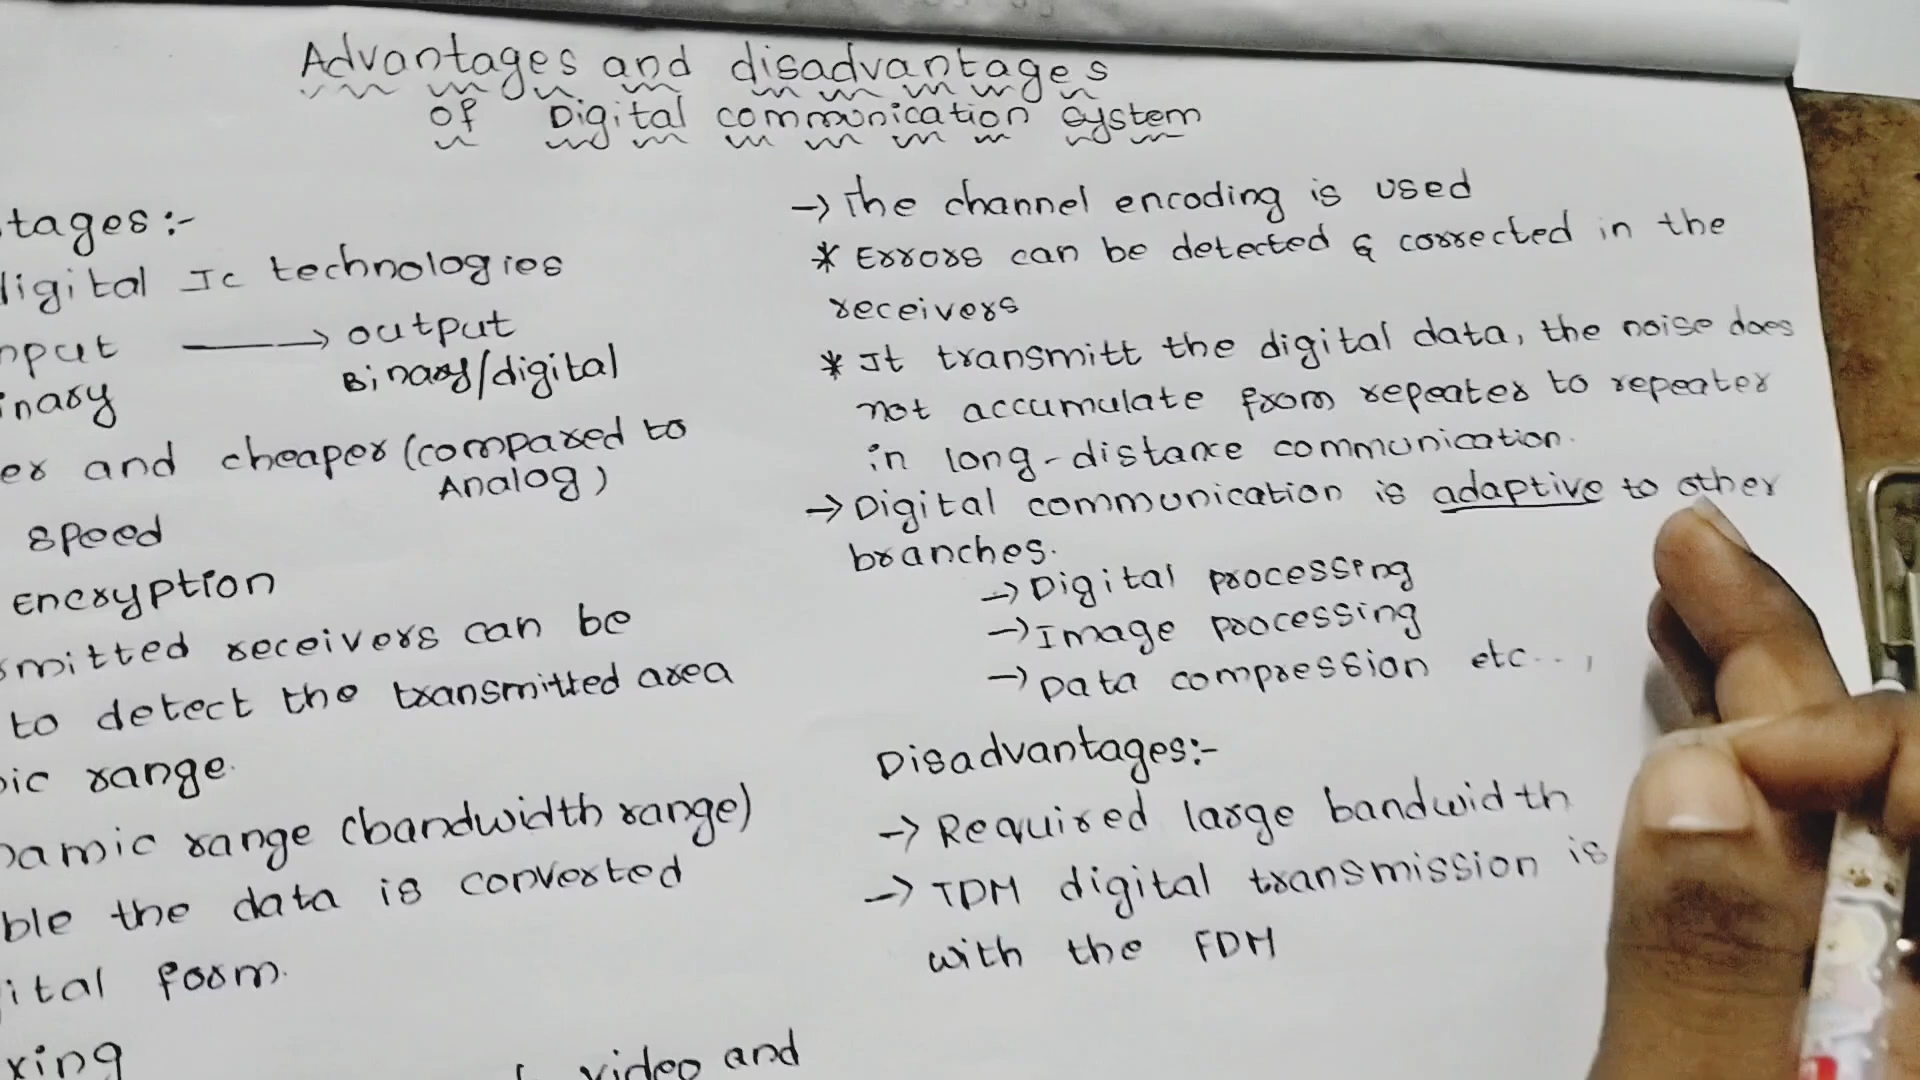 Advantages and disadvantages
of Digital communication system
tages:-
digital Ic technologies
nput → output
inary Binary/digital
er and cheaper (compared to
Analog)
speed
Encryption
smitted receivers can be
to detect the transmitted area
ic range.
namic range (bandwidth range)
ble the data is converted
ital form.
xing
video and
→ The channel encoding is used
* Errors can be detected & corrected in the
receivers
* It transmitt the digital data, the noise does
not accumulate from repeater to repeater
in long-distance communication.
→ Digital communication is adaptive to other
branches.
→ Digital processing
→ Image processing
→ Data compression etc..,
Disadvantages:-
→ Required large bandwidth
→ TDM digital transmission is
with the FDM